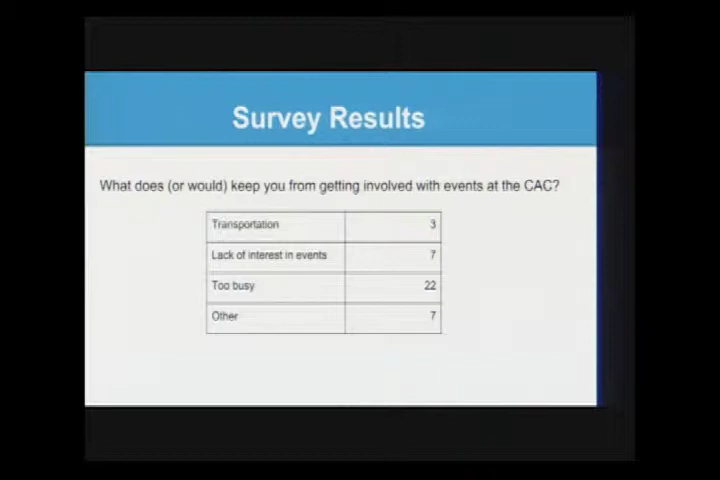 Survey Results
What does (or would) keep you from getting involved with events at the CAC?
Transportation 3
Lack of interest in events 7
Too busy 22
Other 7